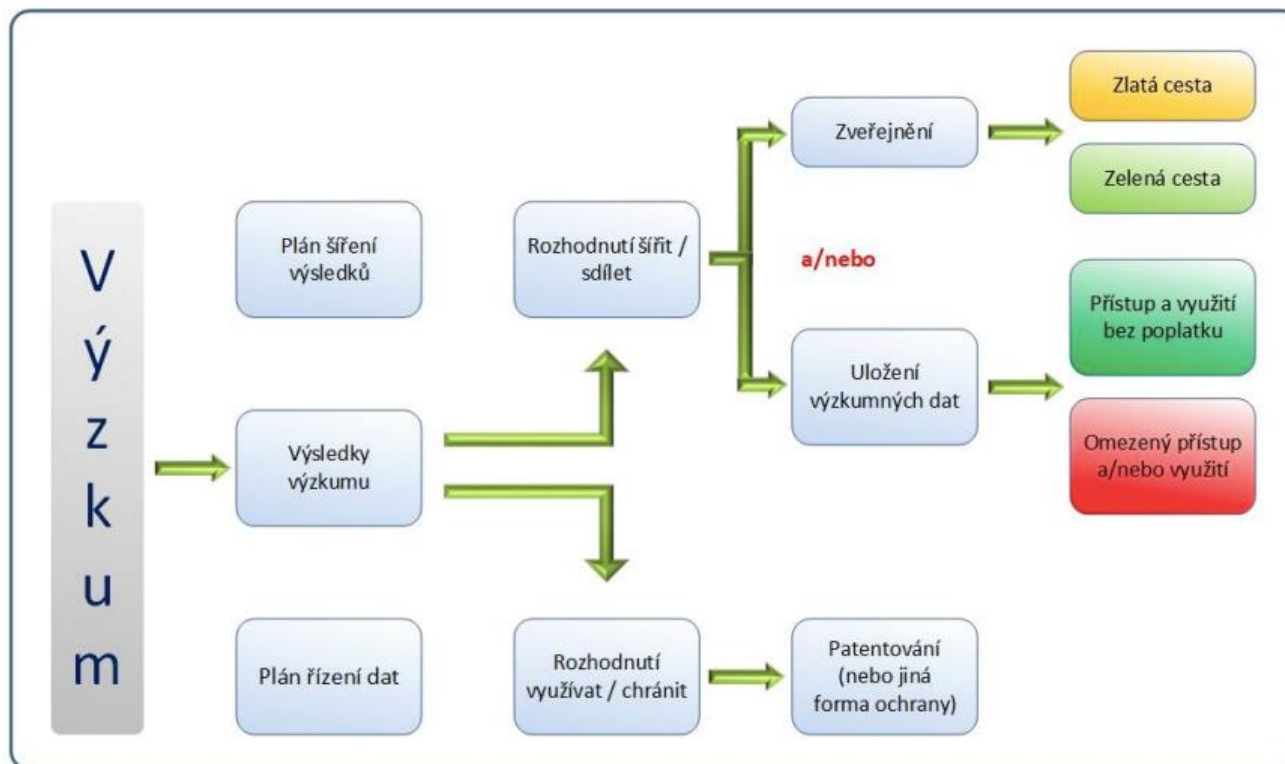 Výzkum
Plán šíření
výsledků
Výsledky
výzkumu
Plán řízení dat
Rozhodnutí šířit /
sdílet
Rozhodnutí
využívat / chránit
Zveřejnění
a/nebo
Uložení
výzkumných dat
Patentování
(nebo jiná
forma ochrany)
Zlatá cesta
Zelená cesta
Přístup a využití
bez poplatku
Omezený přístup
a/nebo využití